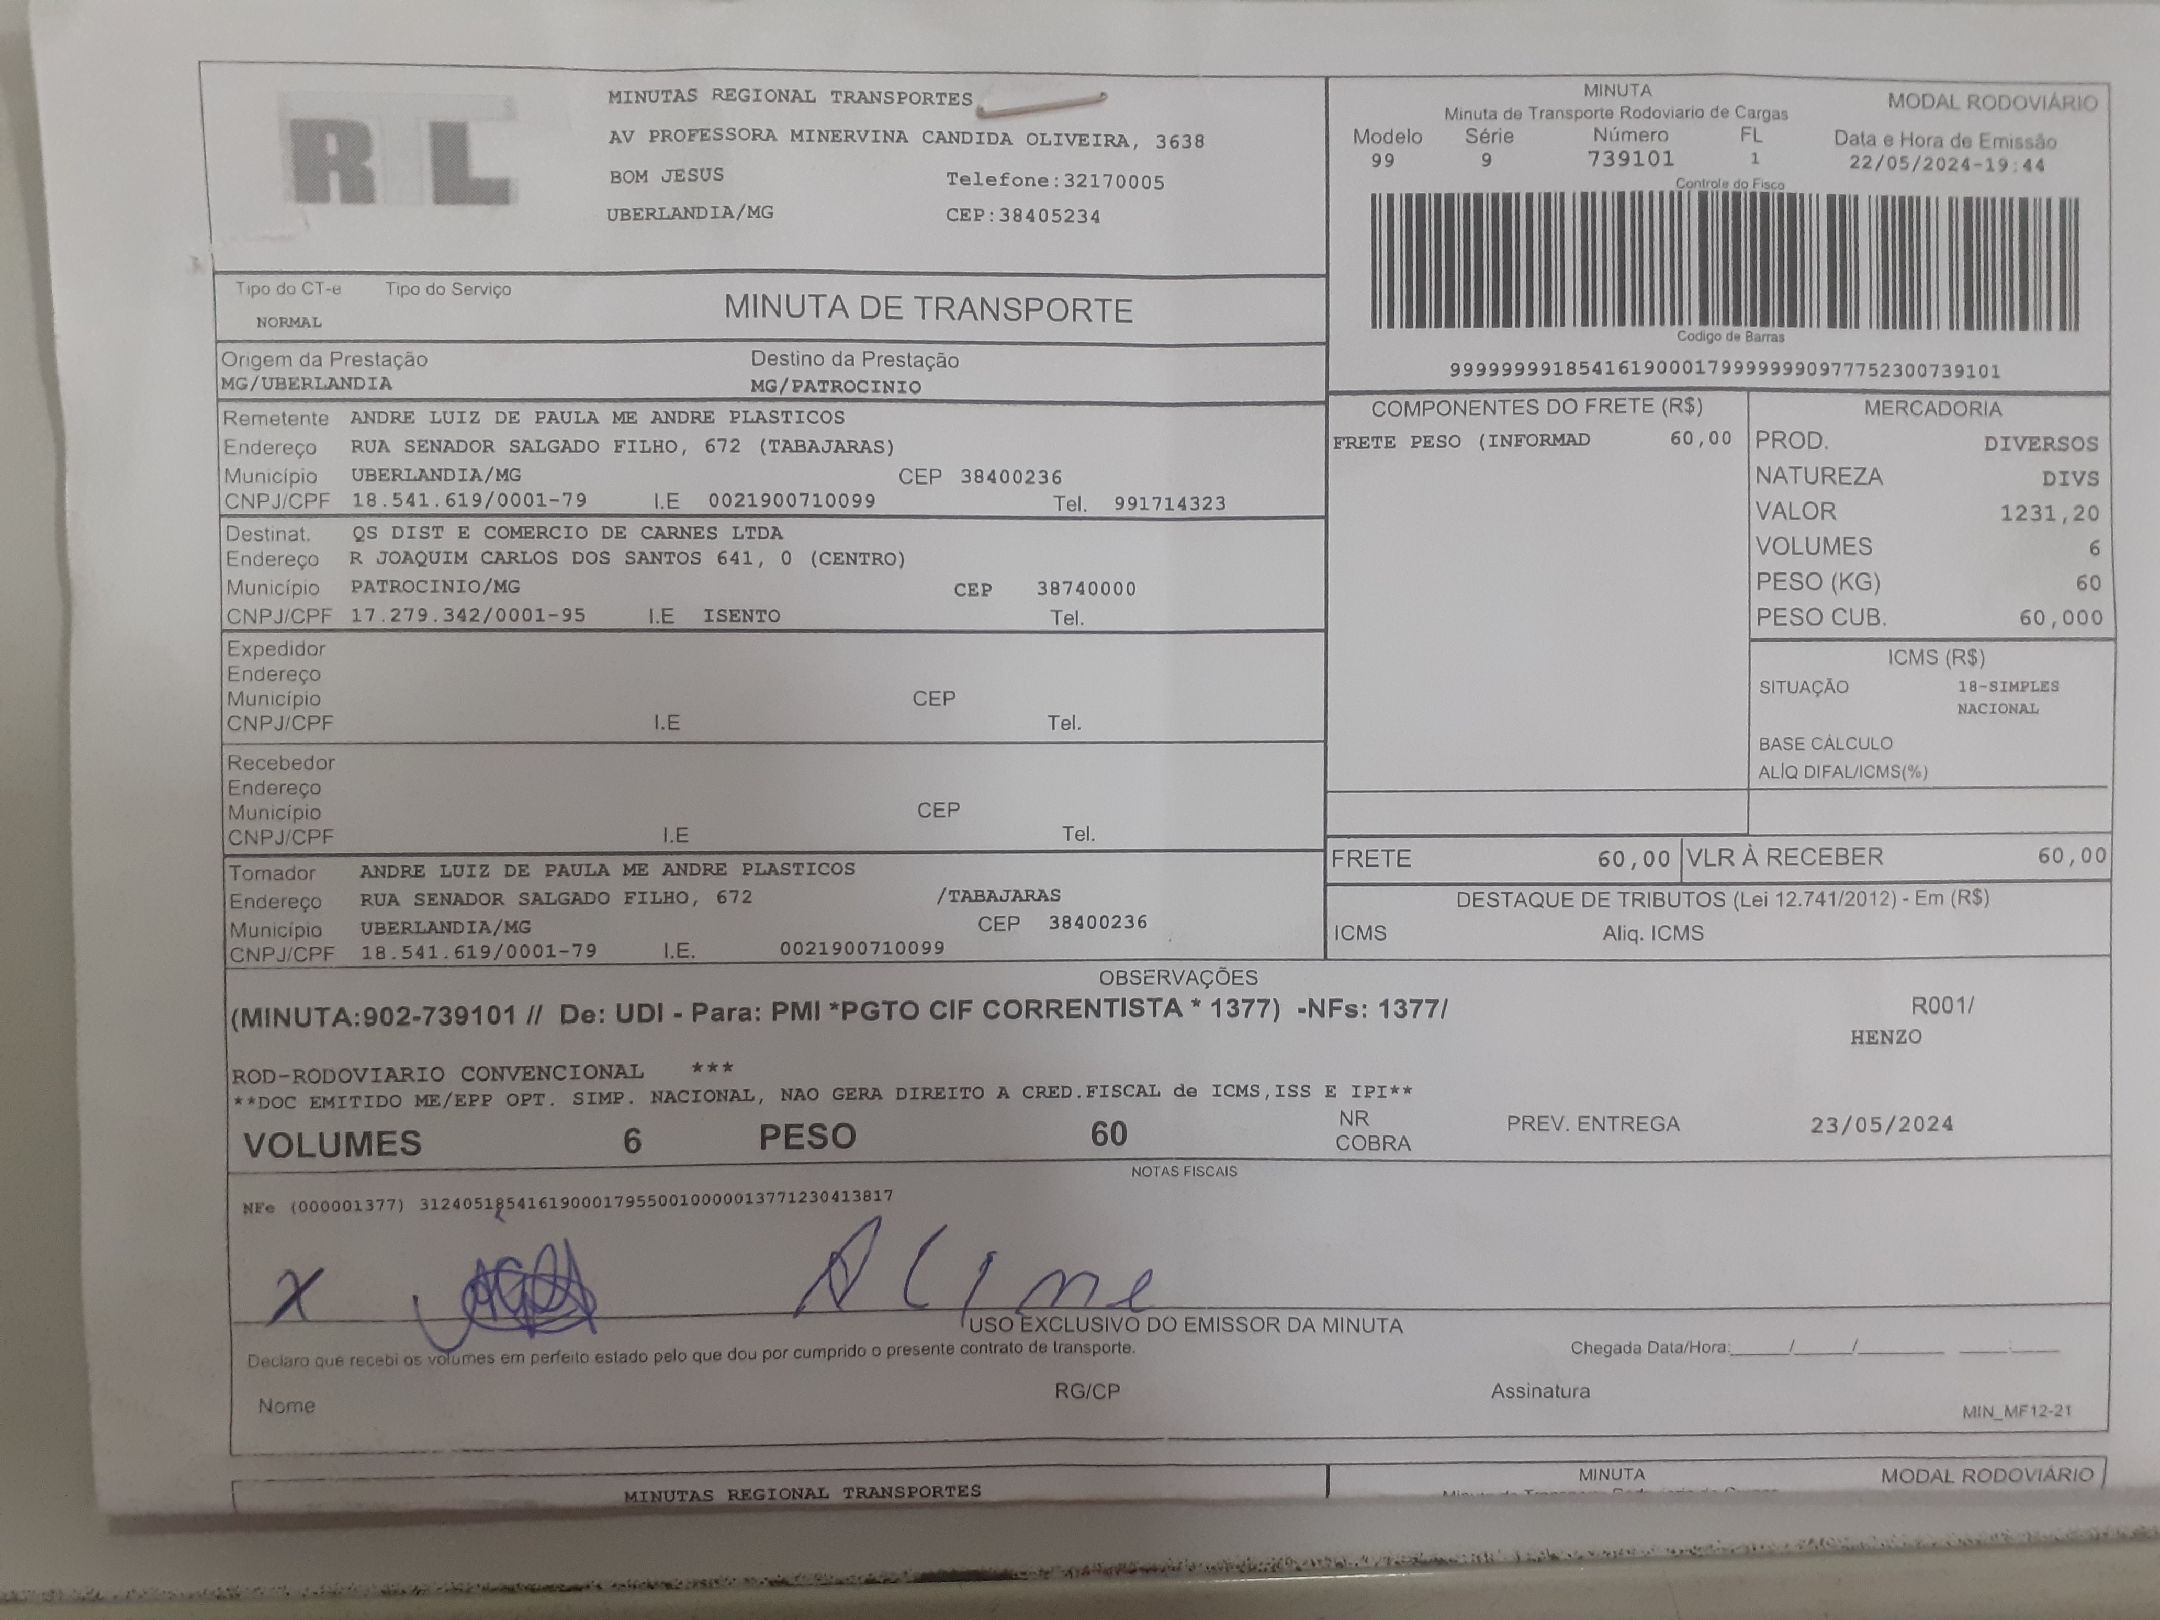 RTL
MINUTAS REGIONAL TRANSPORTES
AV PROFESSORA MINERVINA CANDIDA OLIVEIRA, 3638
BOM JESUS Telefone:32170005
UBERLANDIA/MG CEP:38405234
MINUTA
Minuta de Transporte Rodoviario de Cargas
MODAL RODOVIÁRIO
Modelo Série Número FL Data e Hora de Emissão
99 9 739101 1 22/05/2024-19:44
Controle do Fisco
Codigo de Barras
999999991854161900017999999990977752300739101
Tipo do CT-e Tipo do Serviço
NORMAL
MINUTA DE TRANSPORTE
Origem da Prestação Destino da Prestação
MG/UBERLANDIA MG/PATROCINIO
Remetente ANDRE LUIZ DE PAULA ME ANDRE PLASTICOS
Endereço RUA SENADOR SALGADO FILHO, 672 (TABAJARAS)
Município UBERLANDIA/MG CEP 38400236
CNPJ/CPF 18.541.619/0001-79 I.E 0021900710099 Tel. 991714323
Destinat. QS DIST E COMERCIO DE CARNES LTDA
Endereço R JOAQUIM CARLOS DOS SANTOS 641, 0 (CENTRO)
Município PATROCINIO/MG CEP 38740000
CNPJ/CPF 17.279.342/0001-95 I.E ISENTO Tel.
Expedidor
Endereço
Município CEP
CNPJ/CPF I.E Tel.
Recebedor
Endereço
Município CEP
CNPJ/CPF I.E Tel.
Tomador ANDRE LUIZ DE PAULA ME ANDRE PLASTICOS
Endereço RUA SENADOR SALGADO FILHO, 672 /TABAJARAS
Município UBERLANDIA/MG CEP 38400236
CNPJ/CPF 18.541.619/0001-79 I.E. 0021900710099
COMPONENTES DO FRETE (R$)
FRETE PESO (INFORMAD 60,00
MERCADORIA
PROD. DIVERSOS
NATUREZA DIVS
VALOR 1231,20
VOLUMES 6
PESO (KG) 60
PESO CUB. 60,000
ICMS (R$)
SITUAÇÃO 18-SIMPLES
NACIONAL
BASE CÁLCULO
ALÍQ DIFAL/ICMS(%)
FRETE 60,00 VLR À RECEBER 60,00
DESTAQUE DE TRIBUTOS (Lei 12.741/2012) - Em (R$)
ICMS Aliq. ICMS
OBSERVAÇÕES
(MINUTA:902-739101 // De: UDI - Para: PMI *PGTO CIF CORRENTISTA * 1377) -NFs: 1377/ R001/
HENZO
ROD-RODOVIARIO CONVENCIONAL ***
**DOC EMITIDO ME/EPP OPT. SIMP. NACIONAL, NAO GERA DIREITO A CRED.FISCAL de ICMS,ISS E IPI**
VOLUMES 6 PESO 60 NR COBRA PREV. ENTREGA 23/05/2024
NOTAS FISCAIS
NFe (000001377) 31240518541619000179550010000013771230413817
X Aline
USO EXCLUSIVO DO EMISSOR DA MINUTA
Declaro que recebi os volumes em perfeito estado pelo que dou por cumprido o presente contrato de transporte. Chegada Data/Hora:_____/_____/_______ ____:____
Nome RG/CP Assinatura
MIN_MF12-21
MINUTAS REGIONAL TRANSPORTES MINUTA MODAL RODOVIÁRIO